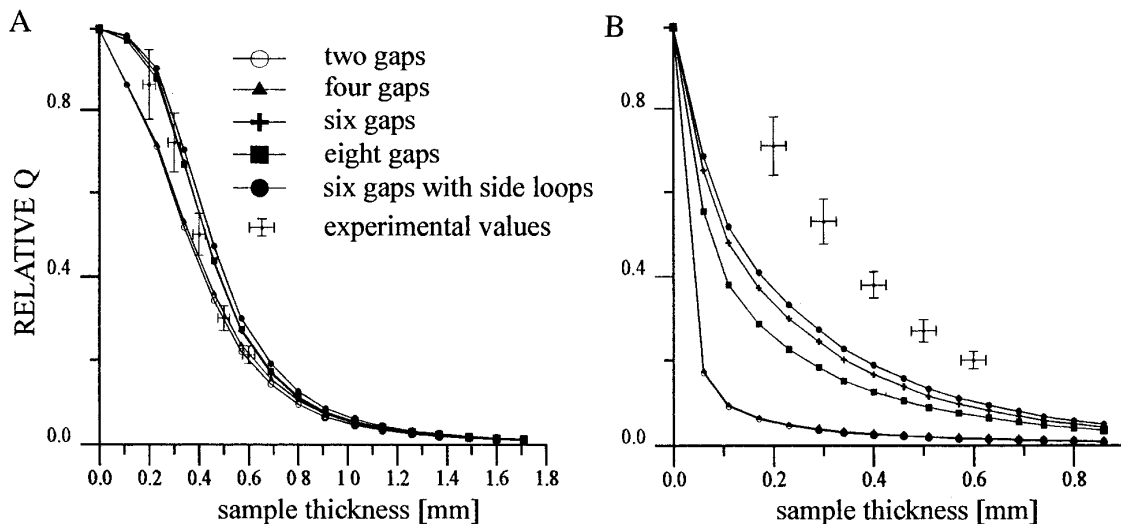 A
B
two gaps
four gaps
six gaps
eight gaps
six gaps with side loops
experimental values
RELATIVE Q
0.8
0.4
0.0
0.0 0.2 0.4 0.6 0.8 1.0 1.2 1.4 1.6 1.8
sample thickness [mm]
0.8
0.4
0.0
0.0 0.2 0.4 0.6 0.8
sample thickness [mm]